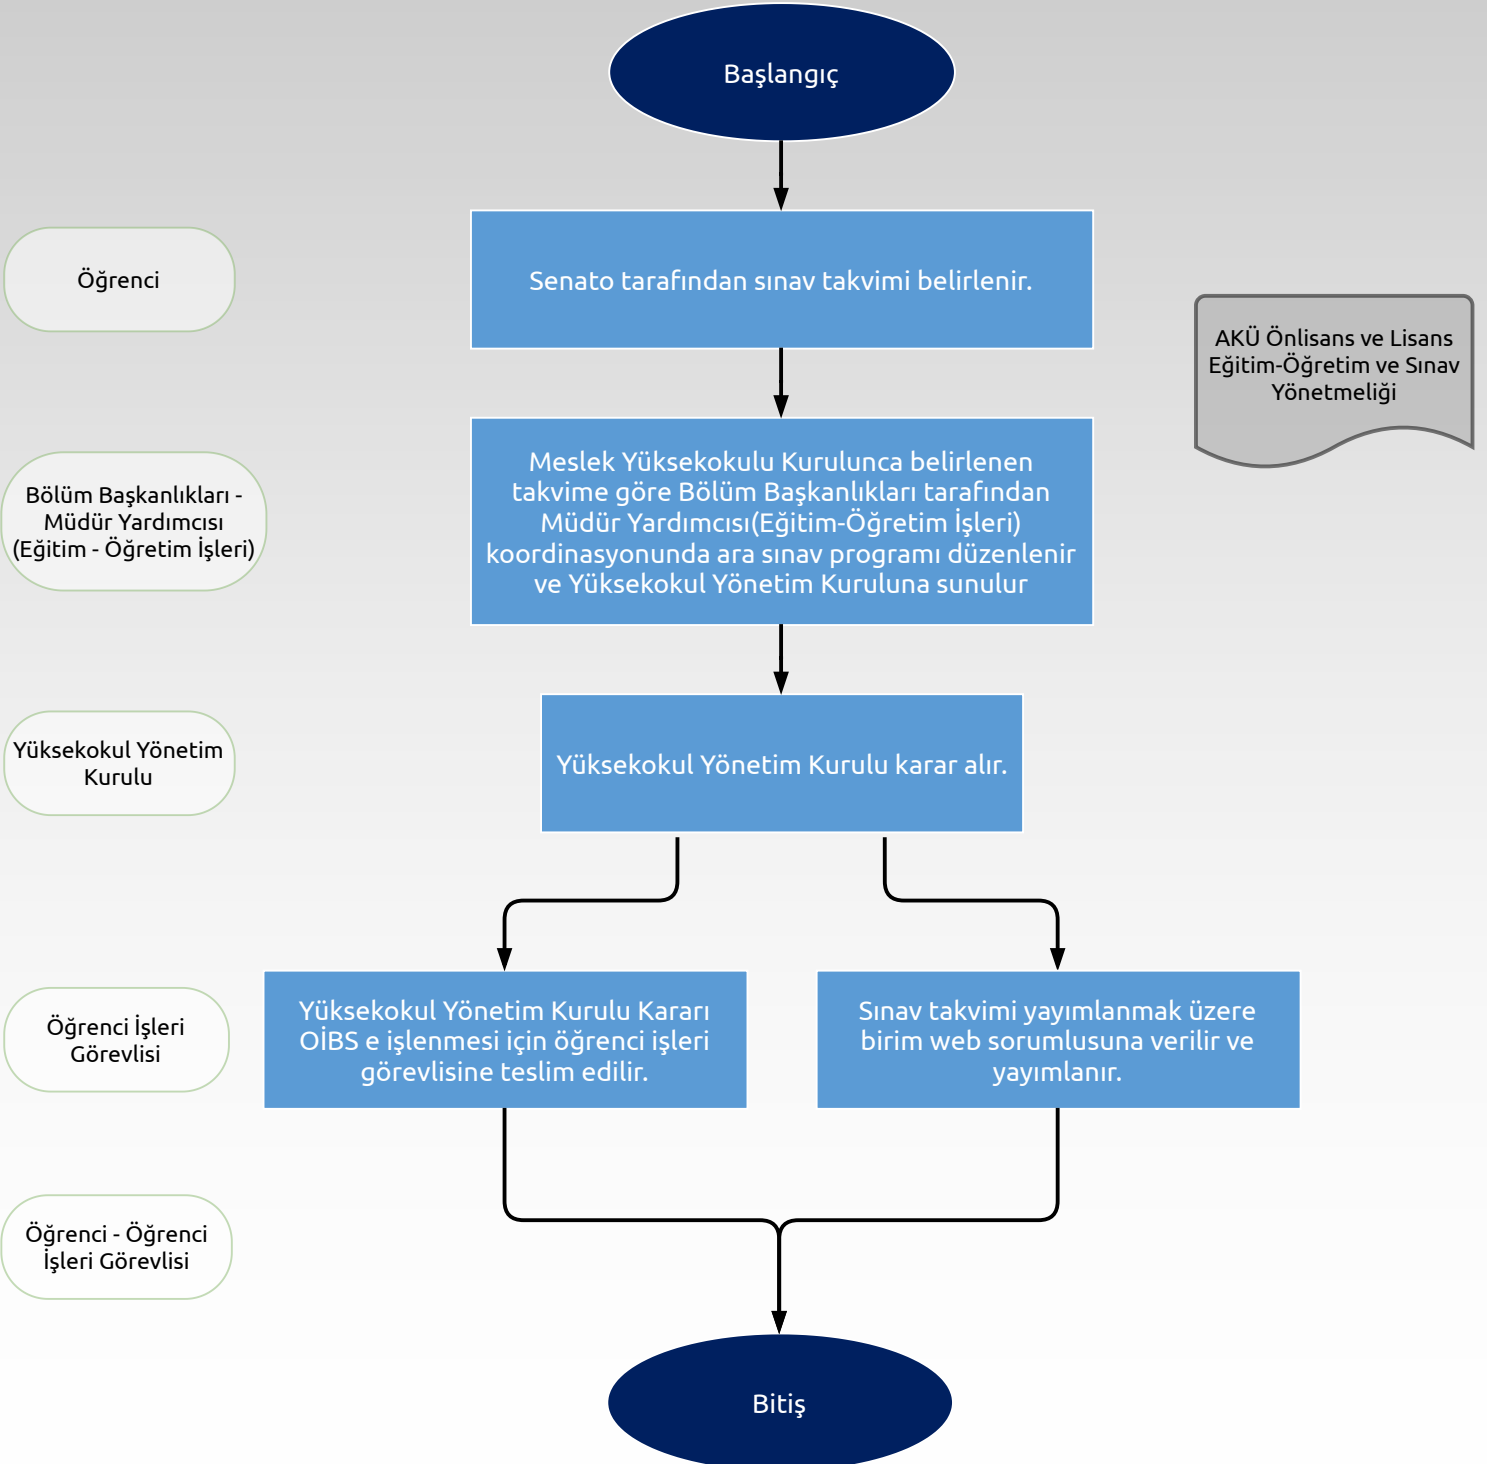 Başlangıç
Öğrenci
Senato tarafından sınav takvimi belirlenir.
AKÜ Önlisans ve Lisans
Eğitim-Öğretim ve Sınav
Yönetmeliği
Bölüm Başkanlıkları -
Müdür Yardımcısı
(Eğitim - Öğretim İşleri)
Meslek Yüksekokulu Kurulunca belirlenen
takvime göre Bölüm Başkanlıkları tarafından
Müdür Yardımcısı(Eğitim-Öğretim İşleri)
koordinasyonunda ara sınav programı düzenlenir
ve Yüksekokul Yönetim Kuruluna sunulur
Yüksekokul Yönetim
Kurulu
Yüksekokul Yönetim Kurulu karar alır.
Öğrenci İşleri
Görevlisi
Yüksekokul Yönetim Kurulu Kararı
OİBS e işlenmesi için öğrenci işleri
görevlisine teslim edilir.
Sınav takvimi yayımlanmak üzere
birim web sorumlusuna verilir ve
yayımlanır.
Öğrenci - Öğrenci
İşleri Görevlisi
Bitiş